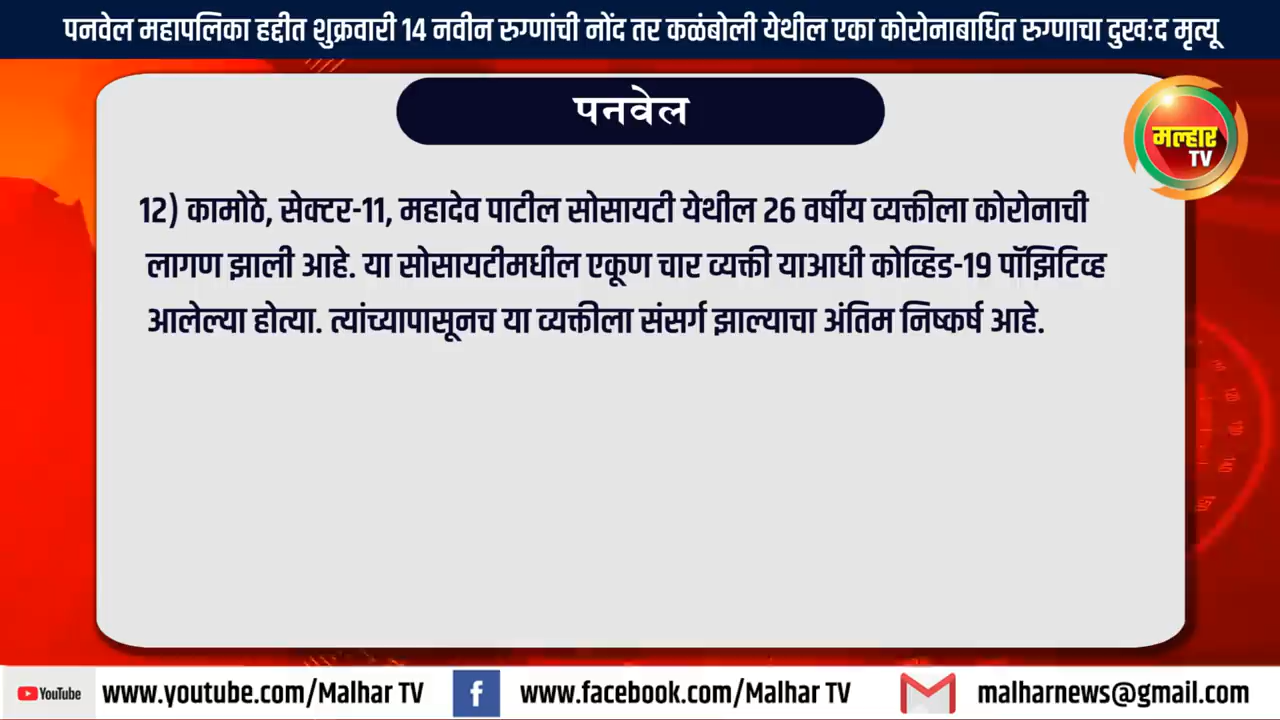 पनवेल महापलिका हद्दीत शुक्रवारी 14 नवीन रुग्णांची नोंद तर कळंबोली येथील एका कोरोनाबाधित रुग्णाचा दुखःद मृत्यू
पनवेल
मल्हार
TV
12) कामोठे, सेक्टर-11, महादेव पाटील सोसायटी येथील 26 वर्षीय व्यक्तीला कोरोनाची
लागण झाली आहे. या सोसायटीमधील एकूण चार व्यक्ती याआधी कोव्हिड-19 पॉझिटिव्ह
आलेल्या होत्या. त्यांच्यापासूनच या व्यक्तीला संसर्ग झाल्याचा अंतिम निष्कर्ष आहे.
YouTube www.youtube.com/Malhar TV f www.facebook.com/Malhar TV malharnews@gmail.com